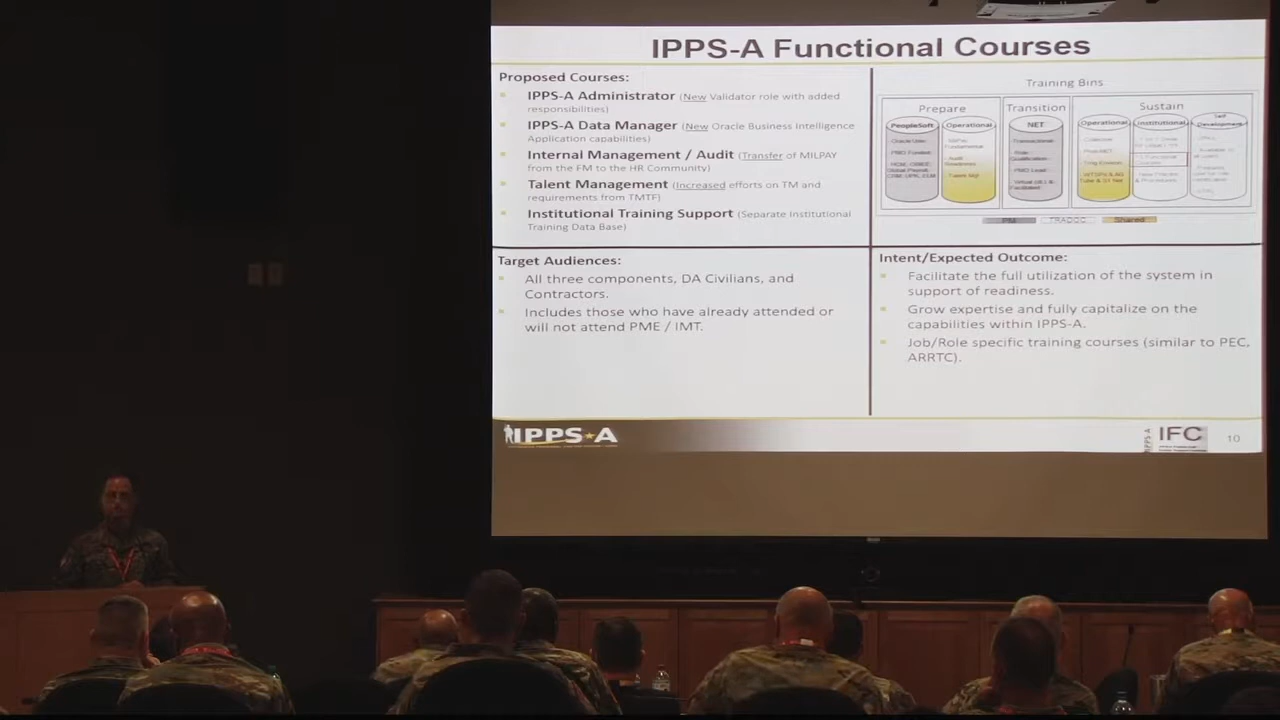 IPPS-A Functional Courses
Proposed Courses:
IPPS-A Administrator (New Validator role with added
responsibilities)
IPPS-A Data Manager (New Oracle Business Intelligence
Application capabilities)
Internal Management / Audit (Transfer of MILPAY
from the FM to the HR Community)
Talent Management (Increased efforts on TM and
requirements from TMTF)
Institutional Training Support (Separate Institutional
Training Data Base)
Training Bins
Prepare
Transition
Sustain
PeopleSoft
Operational
NET
Operational
Institutional
PM
TRADOC
Shared
Target Audiences:
All three components, DA Civilians, and
Contractors.
Includes those who have already attended or
will not attend PME / IMT.
Intent/Expected Outcome:
Facilitate the full utilization of the system in
support of readiness.
Grow expertise and fully capitalize on the
capabilities within IPPS-A.
Job/Role specific training courses (similar to PEC,
ARRTC).
IPPS A
IPPS-A
IFC
10